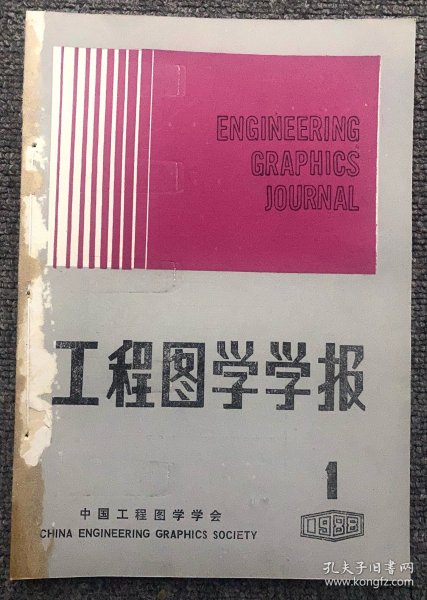 ENGINEERING
GRAPHICS
JOURNAL
工程图学学报
1
1988
中国工程图学学会
CHINA ENGINEERING GRAPHICS SOCIETY
孔夫子旧书网
www.kongfz.com